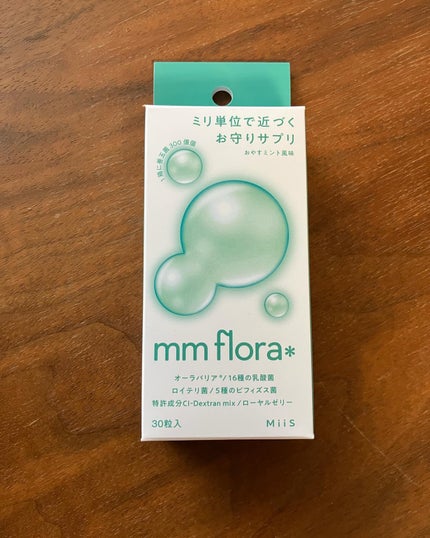 ミリ単位で近づく
お守りサプリ
おやすミント風味
1袋に善玉菌300億個
mm flora*
オーラバリア®/16種の乳酸菌
ロイテリ菌/5種のビフィズス菌
特許成分CI-Dextran mix/ローヤルゼリー
30粒入
MiiS